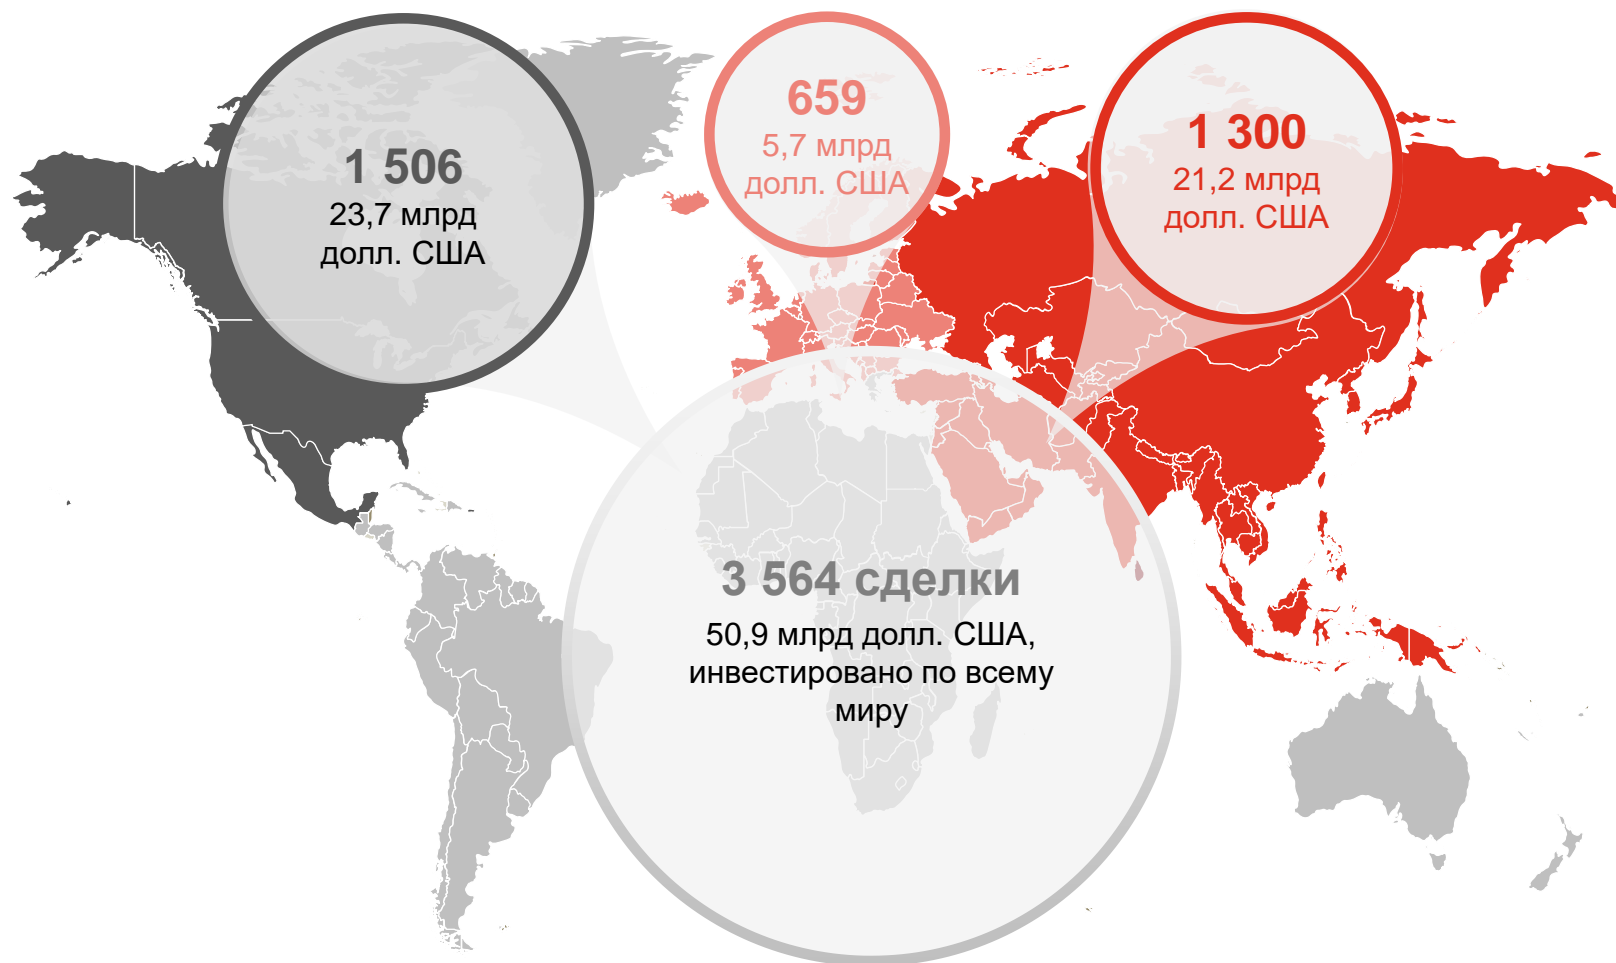 1 506
23,7 млрд
долл. США
659
5,7 млрд
долл. США
1 300
21,2 млрд
долл. США
3 564 сделки
50,9 млрд долл. США,
инвестировано по всему
миру